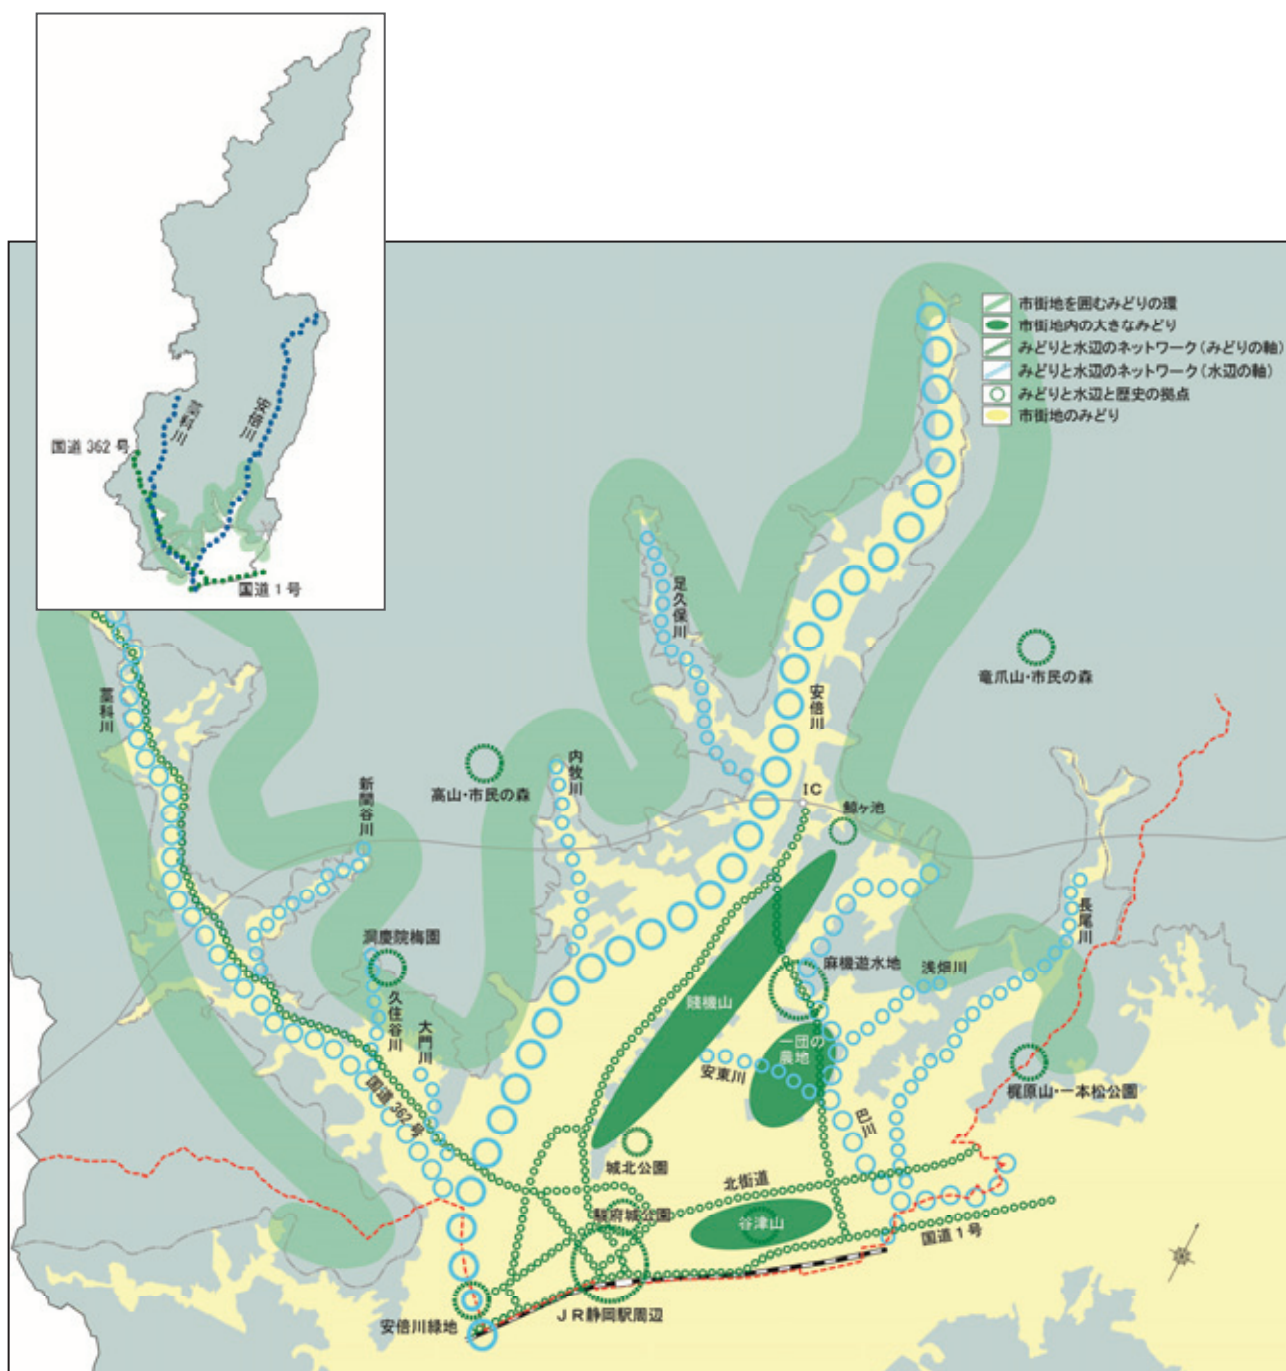 藁科川
安倍川
国道362号
国道1号
市街地を囲むみどりの環
市街地内の大きなみどり
みどりと水辺のネットワーク(みどりの軸)
みどりと水辺のネットワーク(水辺の軸)
みどりと水辺と歴史の拠点
市街地のみどり
足久保川
竜爪山・市民の森
藁科川
安倍川
内牧川
高山・市民の森
IC
鯨ヶ池
新間谷川
長尾川
洞慶院梅園
麻機遊水地
浅畑川
久住谷川
賤機山
大門川
一団の
農地
安東川
国道362号
梶原山・一本松公園
巴川
城北公園
北街道
駿府城公園
谷津山
国道1号
JR静岡駅周辺
安倍川緑地